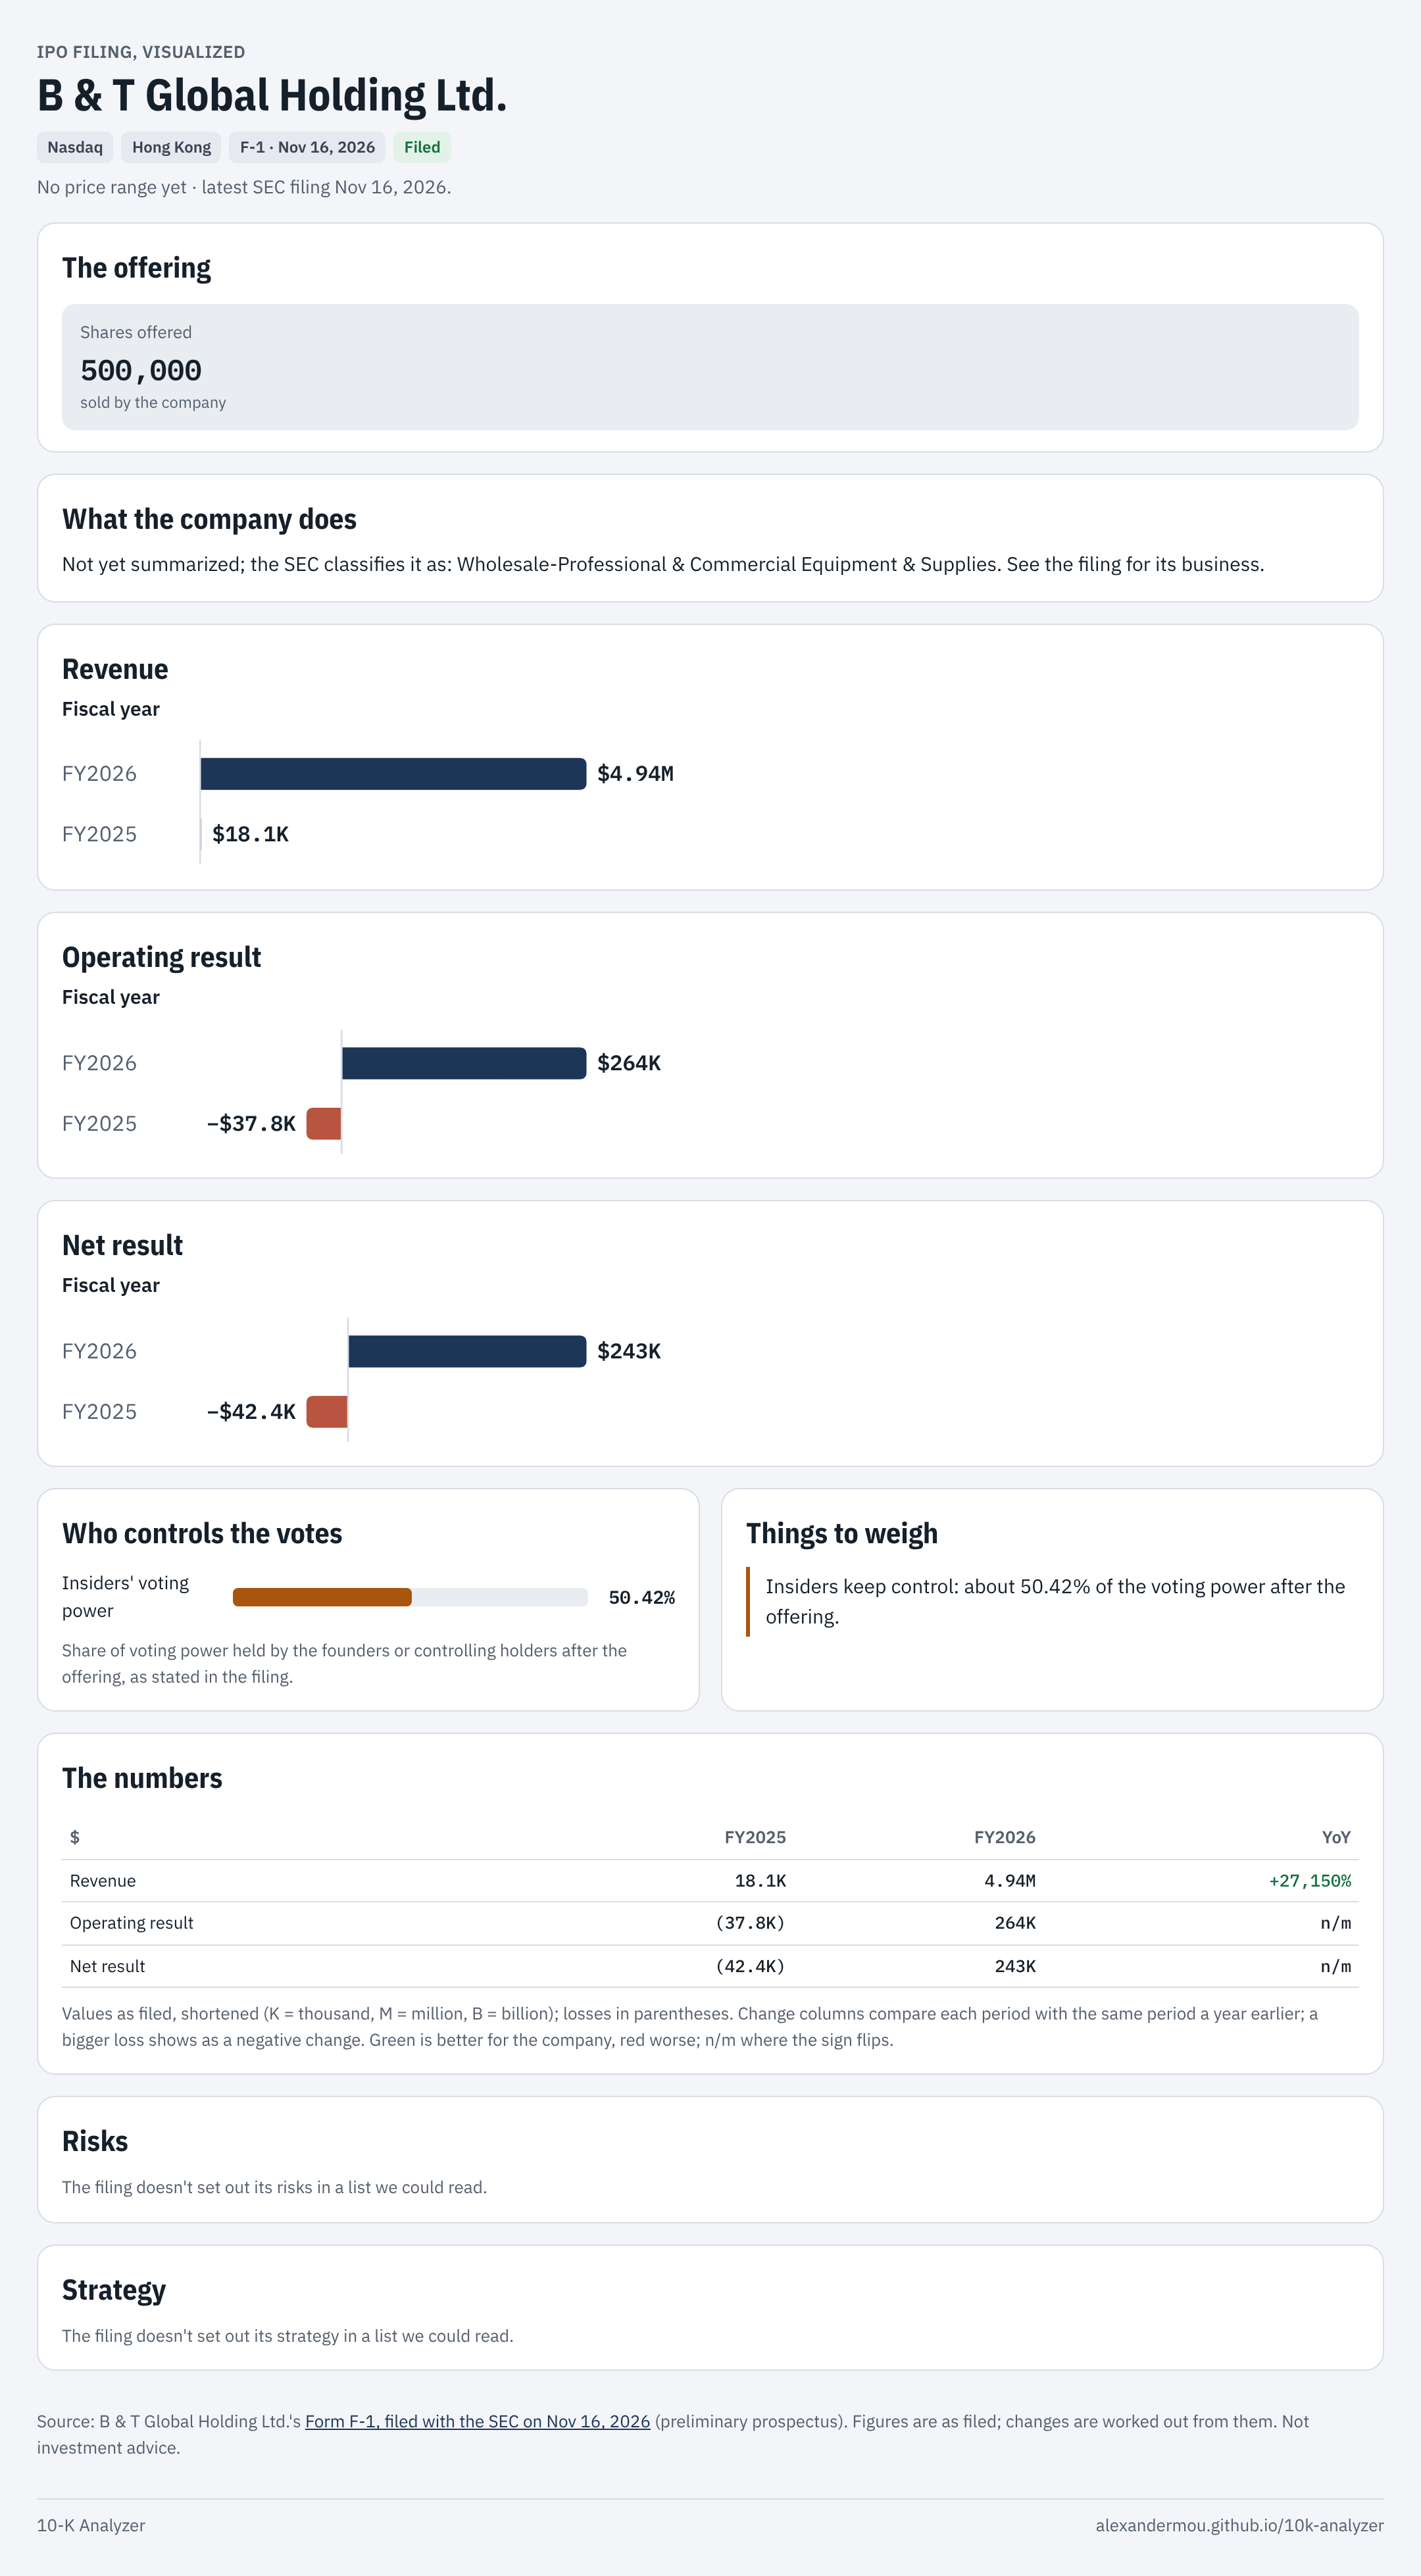 IPO FILING, VISUALIZED
B & T Global Holding Ltd.
Nasdaq Hong Kong F-1 · Nov 16, 2026 Filed
No price range yet · latest SEC filing Nov 16, 2026.
The offering
Shares offered
500,000
sold by the company
What the company does
Not yet summarized; the SEC classifies it as: Wholesale-Professional & Commercial Equipment & Supplies. See the filing for its business.
Revenue
Fiscal year
FY2026 $4.94M
FY2025 $18.1K
Operating result
Fiscal year
FY2026 $264K
FY2025 −$37.8K
Net result
Fiscal year
FY2026 $243K
FY2025 −$42.4K
Who controls the votes
Insiders' voting
power
50.42%
Share of voting power held by the founders or controlling holders after the
offering, as stated in the filing.
Things to weigh
Insiders keep control: about 50.42% of the voting power after the
offering.
The numbers
$ FY2025 FY2026 YoY
Revenue 18.1K 4.94M +27,150%
Operating result (37.8K) 264K n/m
Net result (42.4K) 243K n/m
Values as filed, shortened (K = thousand, M = million, B = billion); losses in parentheses. Change columns compare each period with the same period a year earlier; a
bigger loss shows as a negative change. Green is better for the company, red worse; n/m where the sign flips.
Risks
The filing doesn't set out its risks in a list we could read.
Strategy
The filing doesn't set out its strategy in a list we could read.
Source: B & T Global Holding Ltd.'s Form F-1, filed with the SEC on Nov 16, 2026 (preliminary prospectus). Figures are as filed; changes are worked out from them. Not
investment advice.
10-K Analyzer
alexandermou.github.io/10k-analyzer